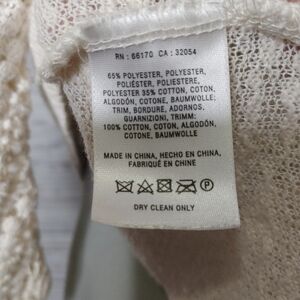 RN : 66170 CA : 32054
65% POLYESTER, POLYESTER,
POLIÉSTER, POLIESTERE,
POLYESTER 35% COTTON, COTON,
ALGODÓN, COTONE, BAUMWOLLE;
TRIM, BORDURE, ADORNOS,
GUARNIZIONI, TRIMM:
100% COTTON, COTON,
ALGODÓN, COTONE, BAUMWOLLE
MADE IN CHINA, HECHO EN CHINA,
FABRIQUÉ EN CHINE
P
DRY CLEAN ONLY